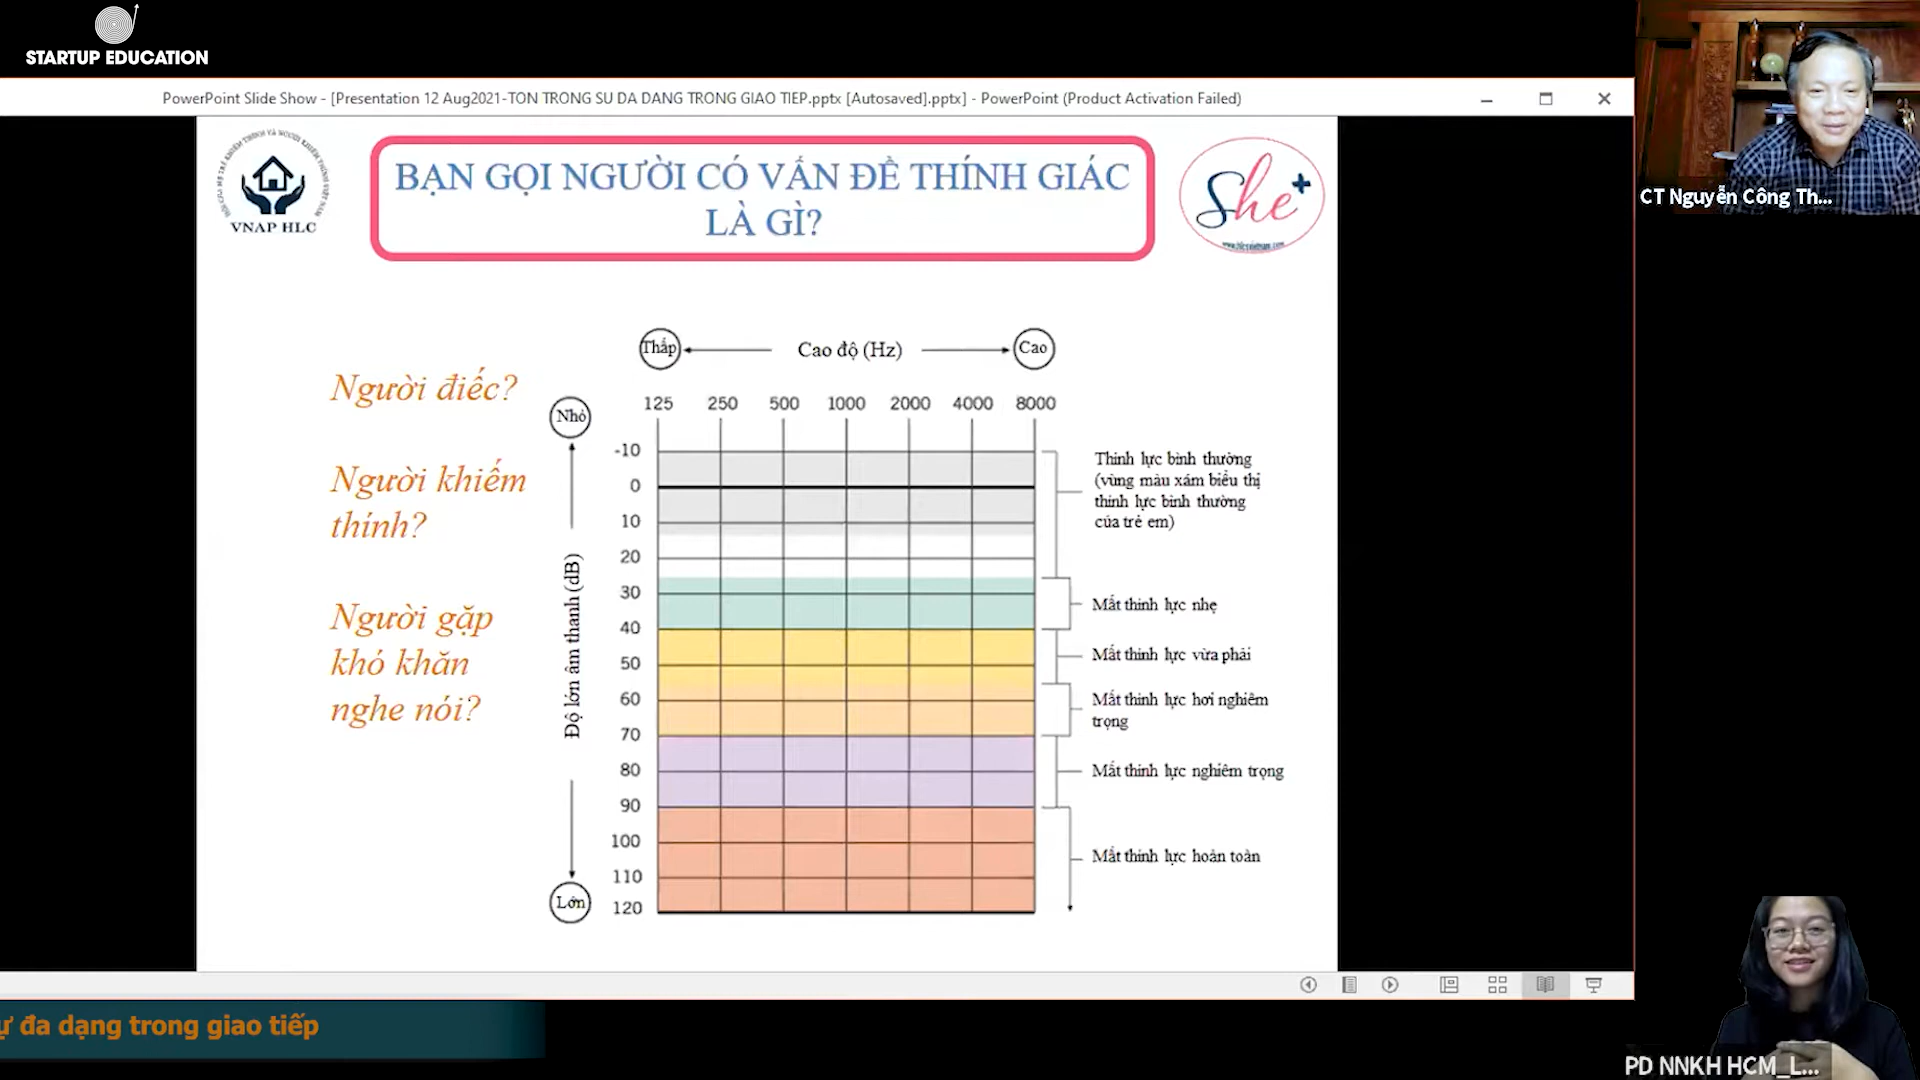 STARTUP EDUCATION
PowerPoint Slide Show - [Presentation 12 Aug2021-TON TRONG SU DA DANG TRONG GIAO TIEP.pptx [Autosaved].pptx] - PowerPoint (Product Activation Failed)
VNAP HLC
BẠN GỌI NGƯỜI CÓ VẤN ĐỀ THÍNH GIÁC
LÀ GÌ?
She+
CT Nguyễn Công Th...
Người điếc?
Người khiếm
thính?
Người gặp
khó khăn
nghe nói?
Thấp
Cao độ (Hz)
Cao
125 250 500 1000 2000 4000 8000
Nhỏ
Độ lớn âm thanh (dB)
Lớn
-10
0
10
20
30
40
50
60
70
80
90
100
110
120
Thính lực bình thường
(vùng màu xám biểu thị
thính lực bình thường
của trẻ em)
Mất thính lực nhẹ
Mất thính lực vừa phải
Mất thính lực hơi nghiêm
trọng
Mất thính lực nghiêm trọng
Mất thính lực hoàn toàn
ự đa dạng trong giao tiếp
PD NNKH HCM_L...